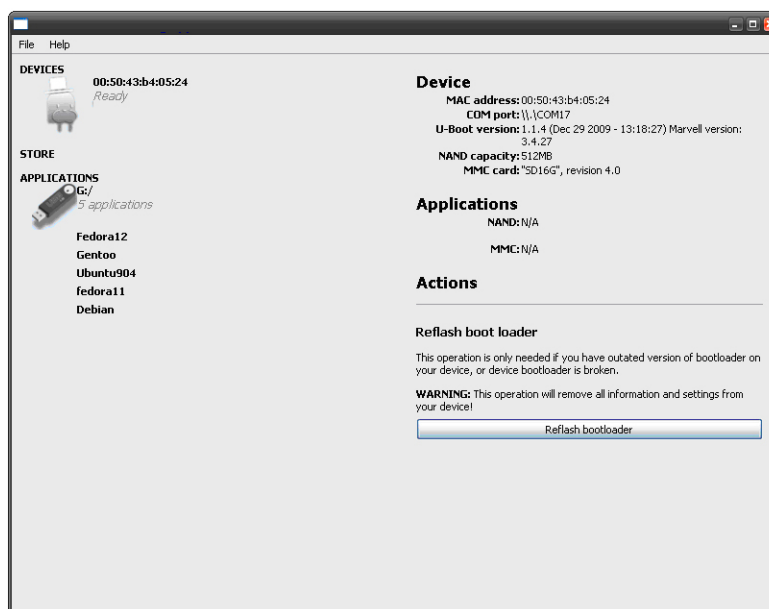 File Help
DEVICES
00:50:43:b4:05:24
Ready
STORE
APPLICATIONS
G:/
5 applications
Fedora12
Gentoo
Ubuntu904
fedora11
Debian
Device
MAC address: 00:50:43:b4:05:24
COM port: \\.\COM17
U-Boot version: 1.1.4 (Dec 29 2009 - 13:18:27) Marvell version:
3.4.27
NAND capacity: 512MB
MMC card: "SD16G", revision 4.0
Applications
NAND: N/A
MMC: N/A
Actions
Reflash boot loader
This operation is only needed if you have outated version of bootloader on
your device, or device bootloader is broken.
WARNING: This operation will remove all information and settings from
your device!
Reflash bootloader